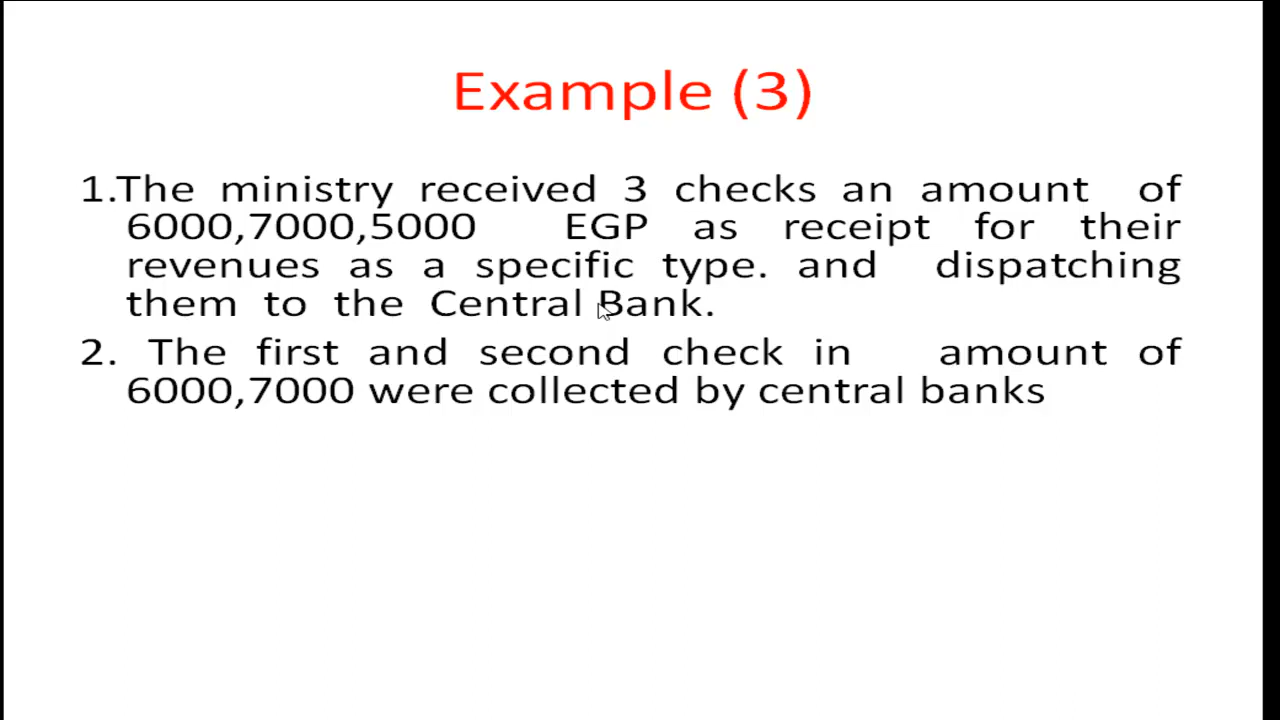 Example (3)
1.The ministry received 3 checks an amount of
6000,7000,5000 EGP as receipt for their
revenues as a specific type. and dispatching
them to the Central Bank.
2. The first and second check in amount of
6000,7000 were collected by central banks